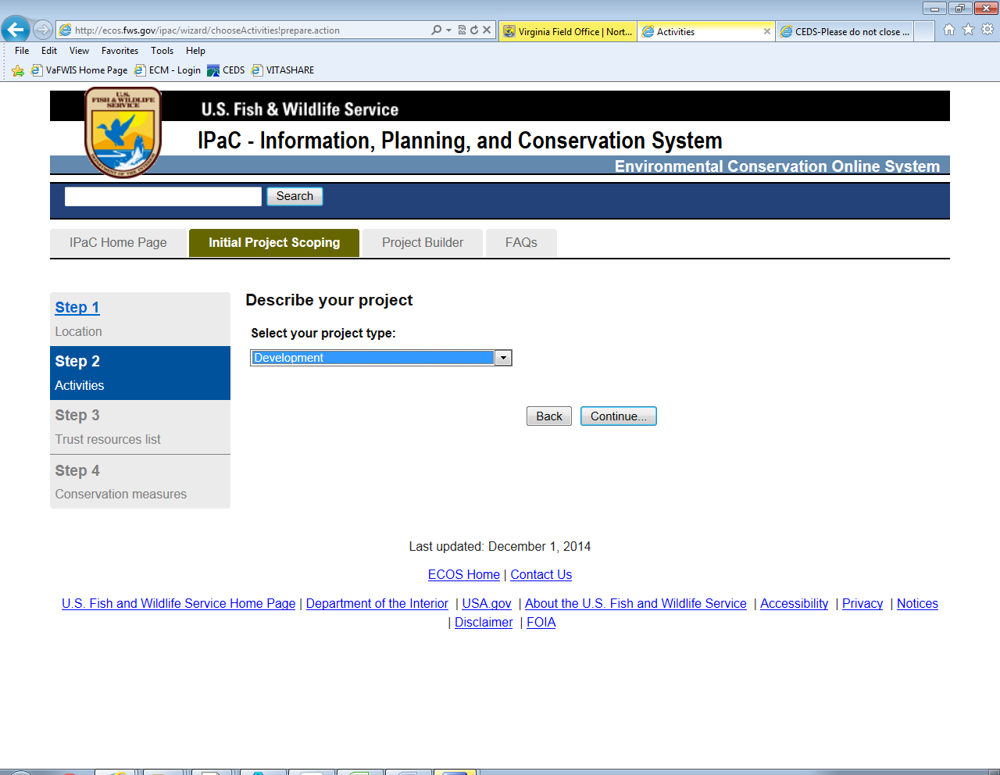 http://ecos.fws.gov/ipac/wizard/chooseActivities!prepare.action
Virginia Field Office | Nort...
Activities
CEDS-Please do not close ...
File Edit View Favorites Tools Help
VaFWIS Home Page ECM - Login CEDS VITASHARE
U.S.
FISH & WILDLIFE
SERVICE
DEPARTMENT OF THE INTERIOR
U.S. Fish & Wildlife Service
IPaC - Information, Planning, and Conservation System
Environmental Conservation Online System
Search
IPaC Home Page Initial Project Scoping Project Builder FAQs
Step 1
Location
Step 2
Activities
Step 3
Trust resources list
Step 4
Conservation measures
Describe your project
Select your project type:
Development
Back Continue...
Last updated: December 1, 2014
ECOS Home | Contact Us
U.S. Fish and Wildlife Service Home Page | Department of the Interior | USA.gov | About the U.S. Fish and Wildlife Service | Accessibility | Privacy | Notices
| Disclaimer | FOIA